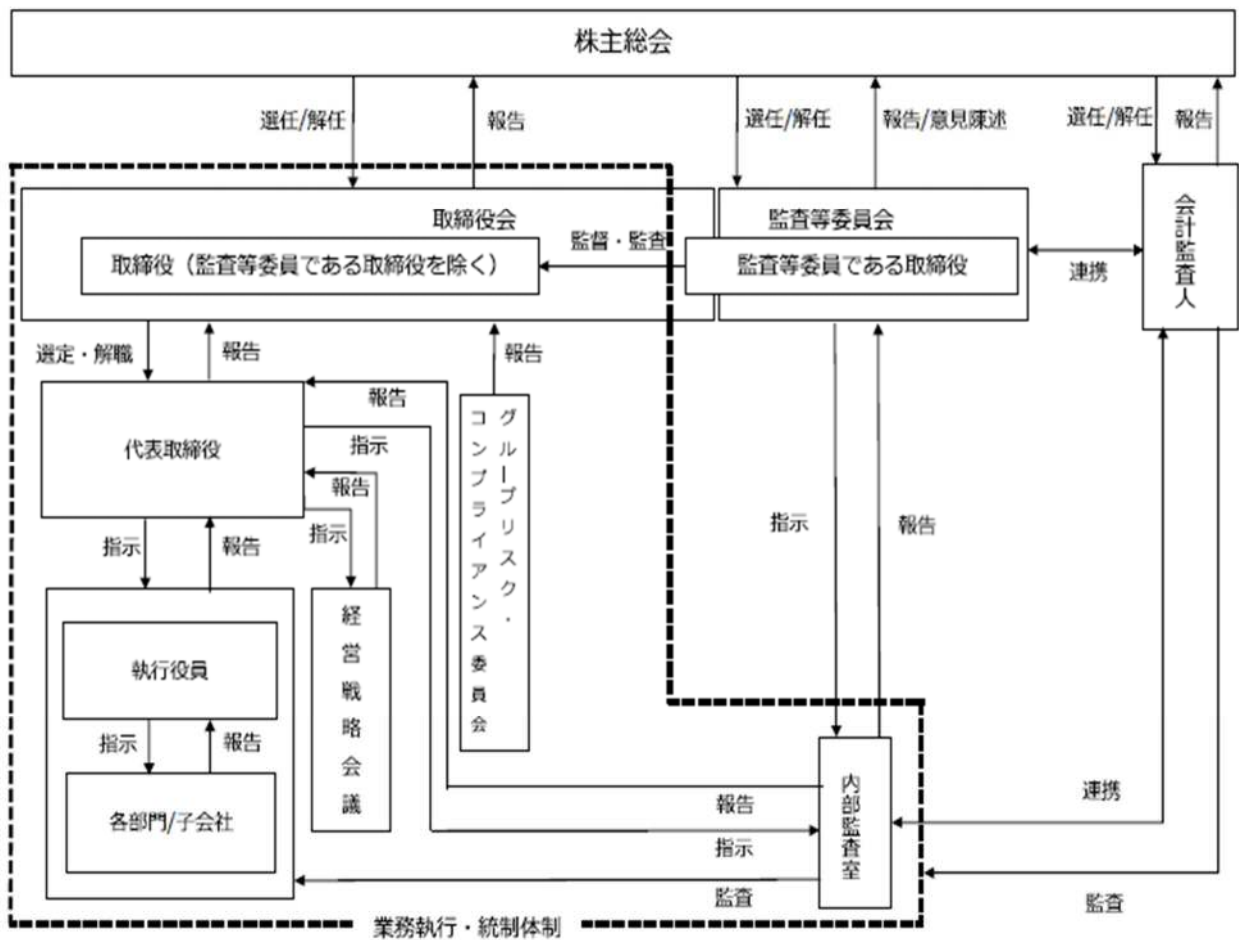 株主総会
選任/解任
報告
選任/解任
報告/意見陳述
選任/解任
報告
取締役会
取締役（監査等委員である取締役を除く）
監督・監査
監査等委員会
監査等委員である取締役
連携
会計監査人
選定・解職
報告
報告
代表取締役
報告
指示
報告
指示
グループリスク・
コンプライアンス委員会
指示
報告
指示
報告
執行役員
指示
報告
各部門/子会社
経営戦略会議
内部監査室
報告
指示
監査
連携
監査
業務執行・統制体制